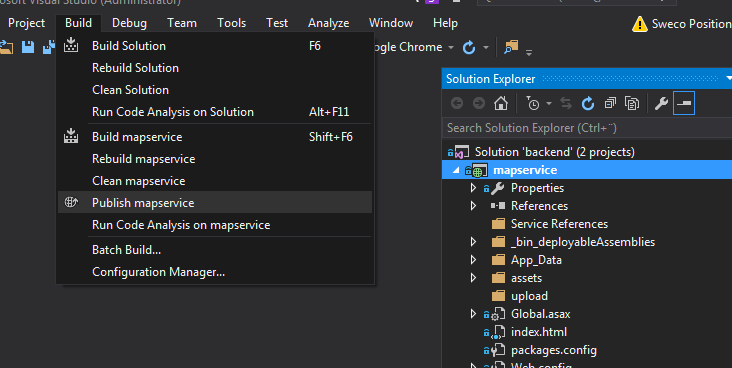 osoft Visual Studio (Administrator)
Project Build Debug Team Tools Test Analyze Window Help
Sweco Position
Build Solution F6
Rebuild Solution
Clean Solution
Run Code Analysis on Solution Alt+F11
Build mapservice Shift+F6
Rebuild mapservice
Clean mapservice
Publish mapservice
Run Code Analysis on mapservice
Batch Build...
Configuration Manager...
ogle Chrome
Solution Explorer
Search Solution Explorer (Ctrl+¨)
Solution 'backend' (2 projects)
mapservice
Properties
References
Service References
_bin_deployableAssemblies
App_Data
assets
upload
Global.asax
index.html
packages.config
Web.config